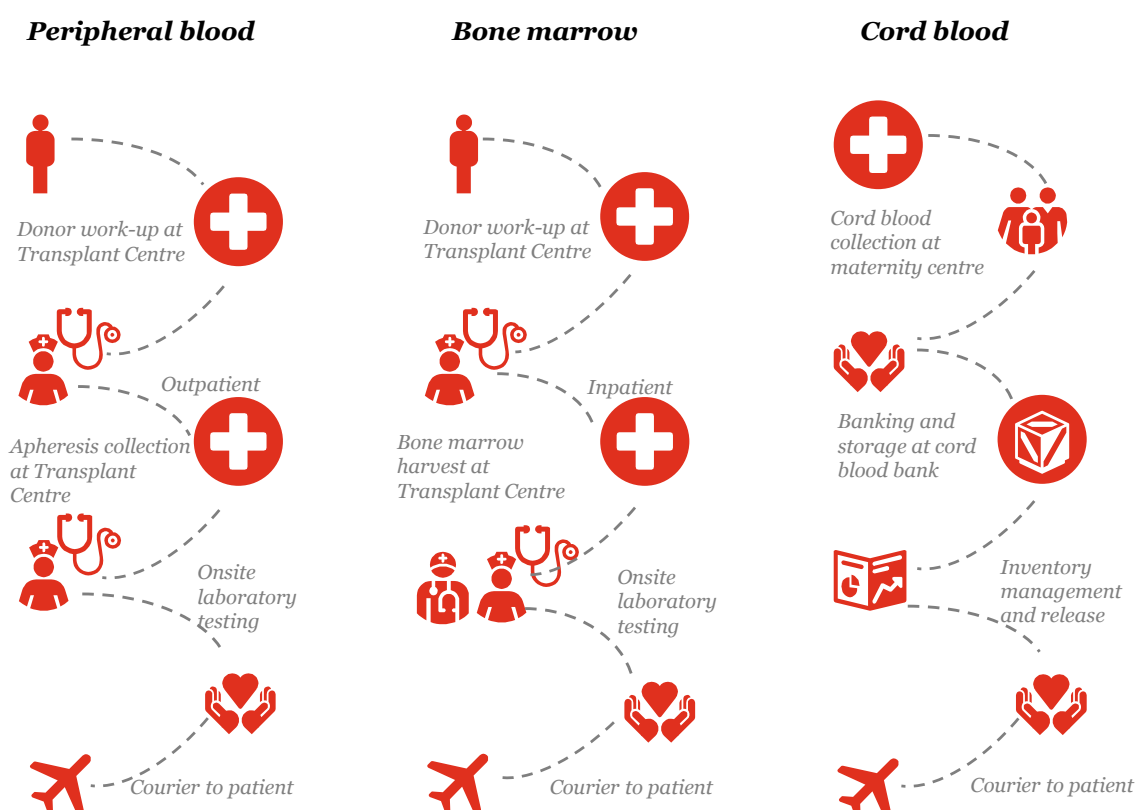 Peripheral blood
Donor work-up at
Transplant Centre
Outpatient
Apheresis collection
at Transplant
Centre
Onsite
laboratory
testing
Courier to patient
Bone marrow
Donor work-up at
Transplant Centre
Inpatient
Bone marrow
harvest at
Transplant Centre
Onsite
laboratory
testing
Courier to patient
Cord blood
Cord blood
collection at
maternity centre
Banking and
storage at cord
blood bank
Inventory
management
and release
Courier to patient